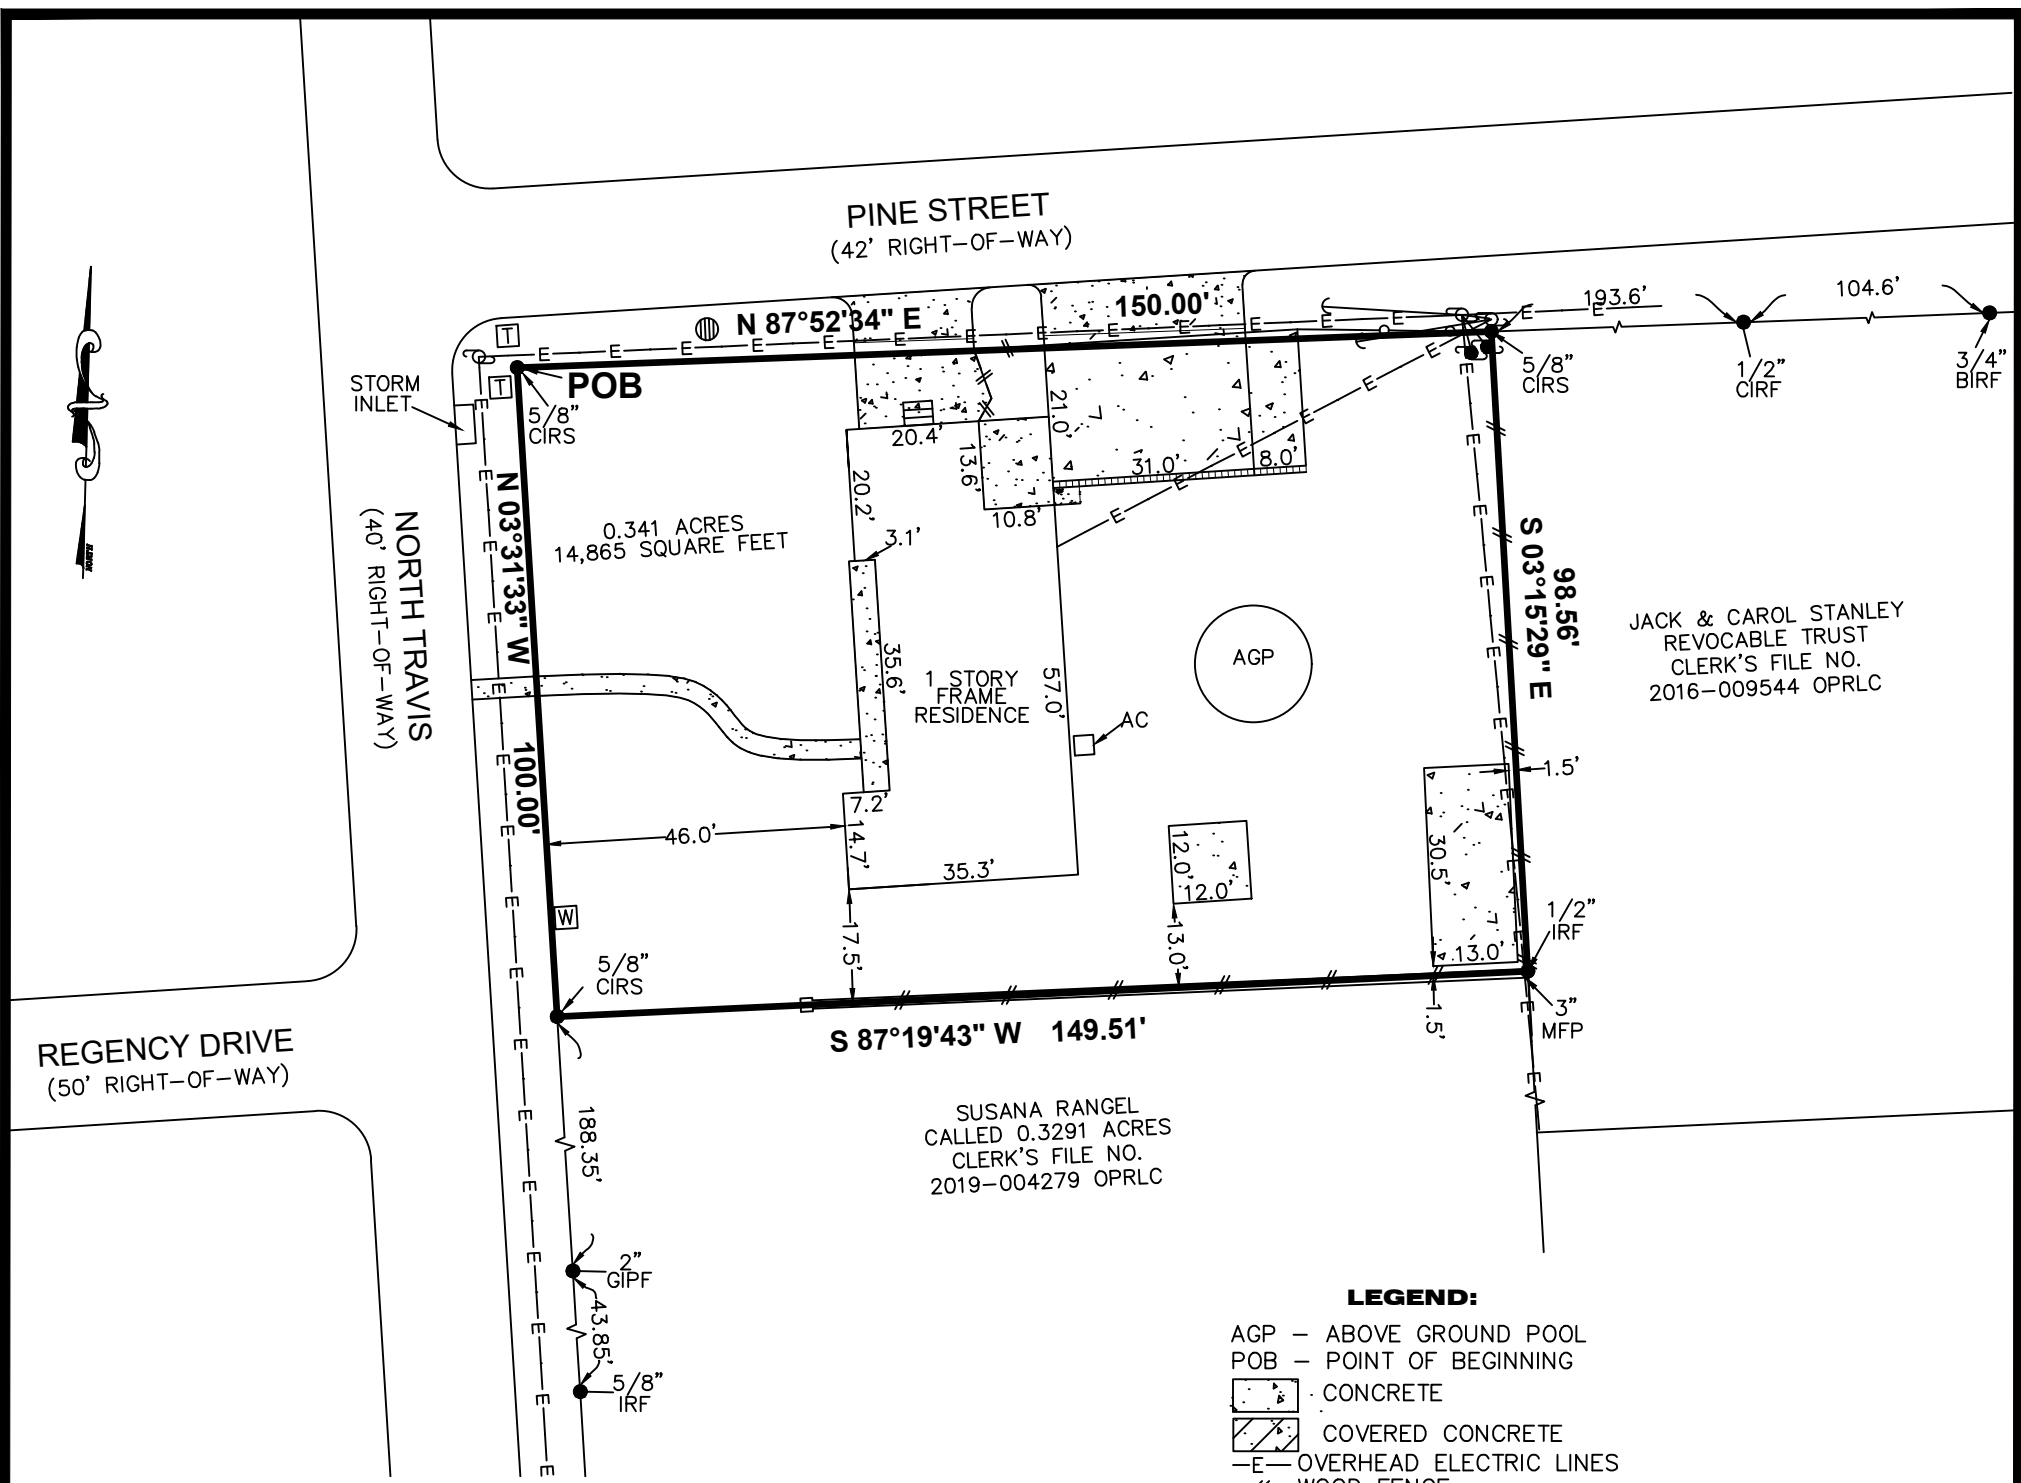 PINE STREET
(42' RIGHT-OF-WAY)
N 87°52'34" E
150.00'
193.6'
104.6'
5/8"
CIRS
1/2"
CIRF
3/4"
BIRF
T
T
POB
5/8"
CIRS
STORM
INLET
NORTH TRAVIS
(40' RIGHT-OF-WAY)
N 03°31'33" W
100.00'
0.341 ACRES
14,865 SQUARE FEET
20.4'
20.2'
13.6'
21.0'
31.0'
8.0'
10.8'
3.1'
35.6'
1 STORY
FRAME
RESIDENCE
57.0'
AC
AGP
S 03°15'29" E
98.56'
JACK & CAROL STANLEY
REVOCABLE TRUST
CLERK'S FILE NO.
2016-009544 OPRLC
7.2'
14.7'
46.0'
35.3'
17.5'
12.0'
12.0'
13.0'
1.5'
30.5'
13.0'
1.5'
1/2"
IRF
3"
MFP
W
5/8"
CIRS
S 87°19'43" W 149.51'
REGENCY DRIVE
(50' RIGHT-OF-WAY)
SUSANA RANGEL
CALLED 0.3291 ACRES
CLERK'S FILE NO.
2019-004279 OPRLC
188.35'
2"
GIPF
43.85'
5/8"
IRF
LEGEND:
AGP - ABOVE GROUND POOL
POB - POINT OF BEGINNING
CONCRETE
COVERED CONCRETE
—E— OVERHEAD ELECTRIC LINES